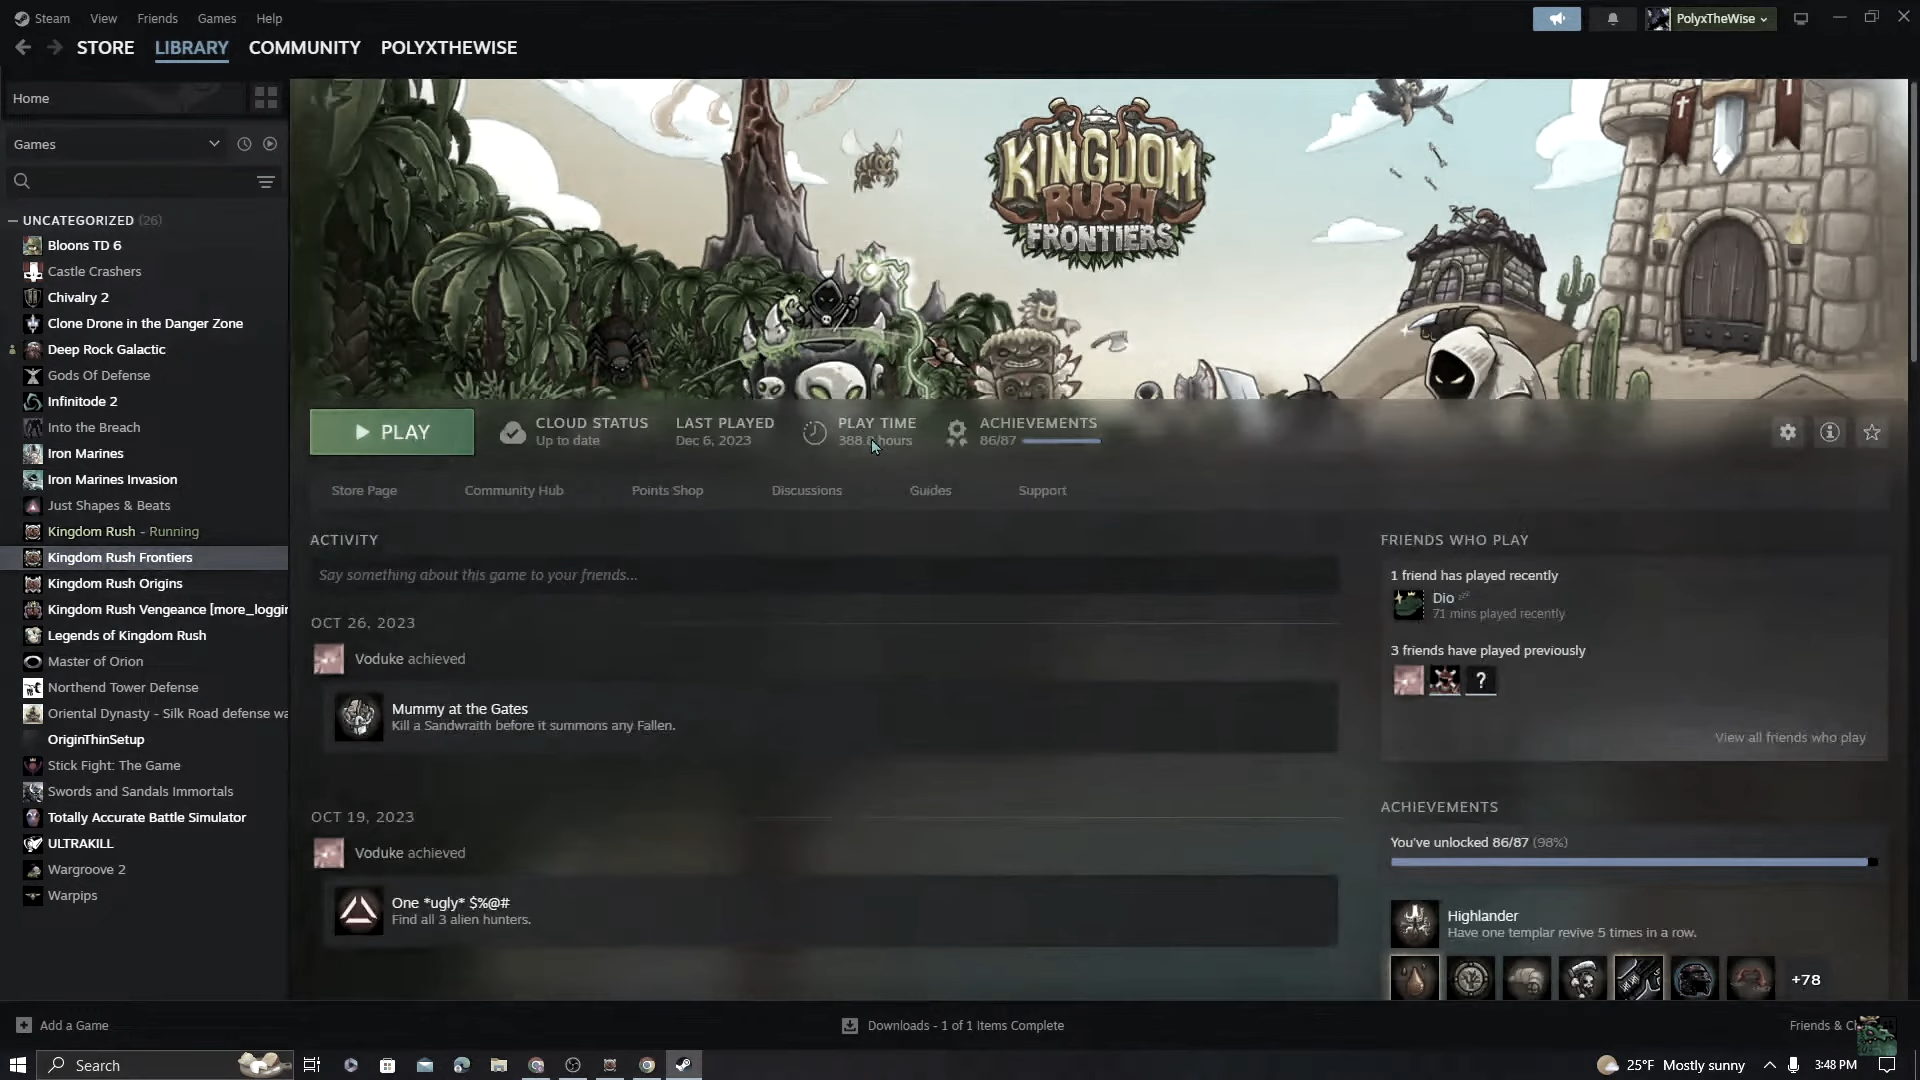 Steam View Friends Games Help
PolyxTheWise
STORE LIBRARY COMMUNITY POLYXTHEWISE
Home
Games
UNCATEGORIZED (26)
Bloons TD 6
Castle Crashers
Chivalry 2
Clone Drone in the Danger Zone
Deep Rock Galactic
Gods Of Defense
Infinitode 2
Into the Breach
Iron Marines
Iron Marines Invasion
Just Shapes & Beats
Kingdom Rush - Running
Kingdom Rush Frontiers
Kingdom Rush Origins
Kingdom Rush Vengeance [more_loggin
Legends of Kingdom Rush
Master of Orion
Northend Tower Defense
Oriental Dynasty - Silk Road defense wa
OriginThinSetup
Stick Fight: The Game
Swords and Sandals Immortals
Totally Accurate Battle Simulator
ULTRAKILL
Wargroove 2
Warpips
KINGDOM
RUSH
FRONTIERS
PLAY
CLOUD STATUS
Up to date
LAST PLAYED
Dec 6, 2023
PLAY TIME
hours
ACHIEVEMENTS
86/87
Store Page Community Hub Points Shop Discussions Guides Support
ACTIVITY
Say something about this game to your friends...
OCT 26, 2023
Voduke achieved
Mummy at the Gates
Kill a Sandwraith before it summons any Fallen.
OCT 19, 2023
Voduke achieved
One *ugly* $%@#
Find all 3 alien hunters.
FRIENDS WHO PLAY
1 friend has played recently
Dio
71 mins played recently
3 friends have played previously
?
View all friends who play
ACHIEVEMENTS
You've unlocked 86/87 (98%)
Highlander
Have one templar revive 5 times in a row.
+78
Add a Game
Downloads - 1 of 1 Items Complete
Friends &
Search
25°F Mostly sunny
3:48 PM